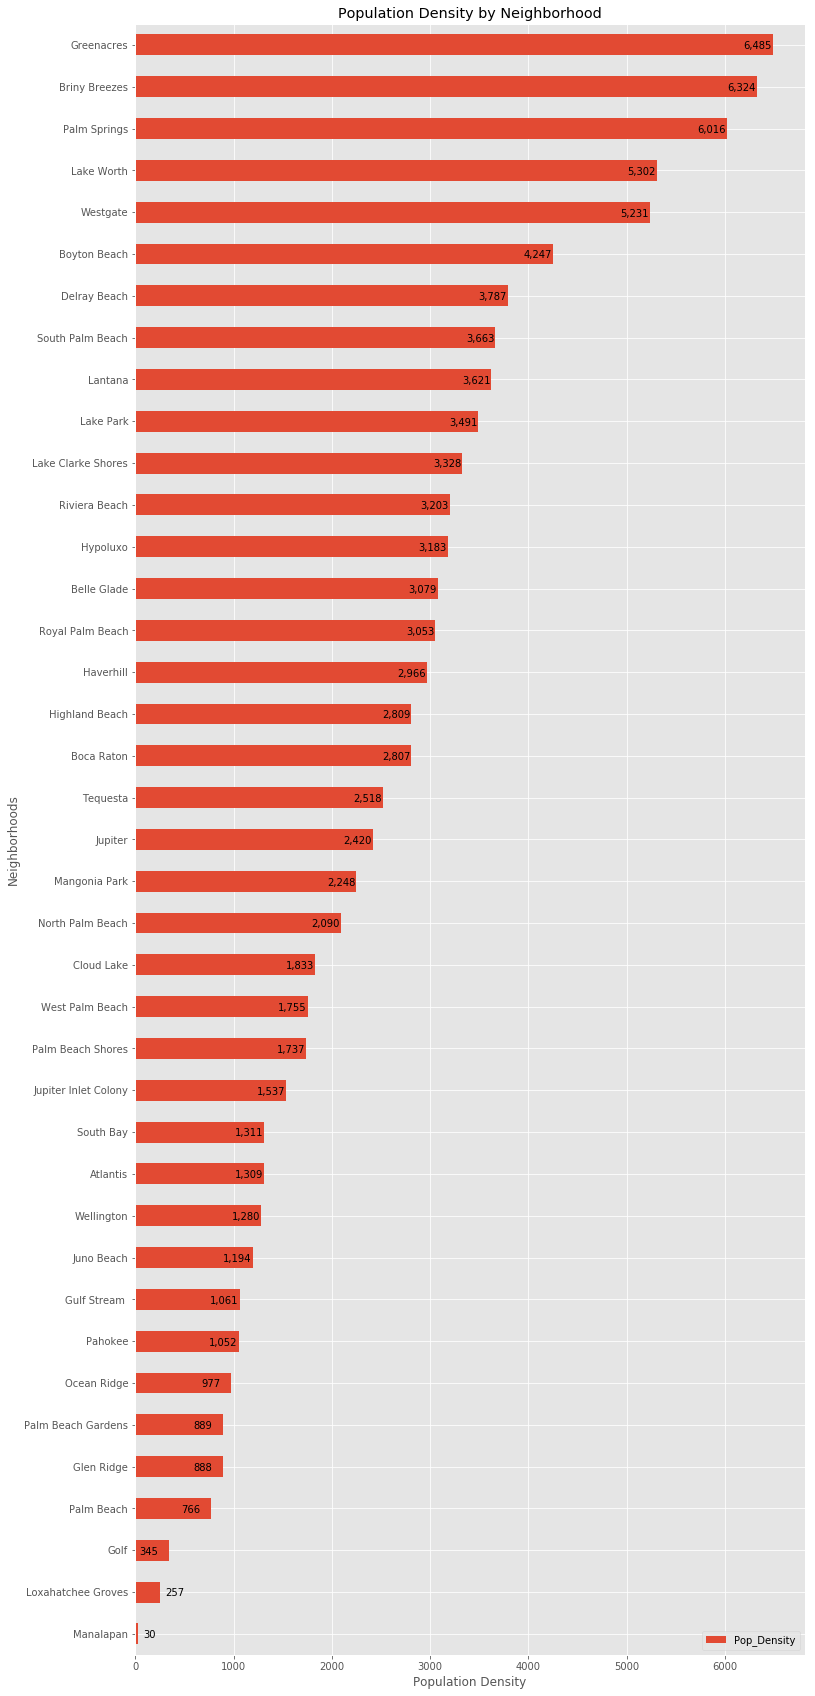 Population Density by Neighborhood
Greenacres 6,485
Briny Breezes 6,324
Palm Springs 6,016
Lake Worth 5,302
Westgate 5,231
Boyton Beach 4,247
Delray Beach 3,787
South Palm Beach 3,663
Lantana 3,621
Lake Park 3,491
Lake Clarke Shores 3,328
Riviera Beach 3,203
Hypoluxo 3,183
Belle Glade 3,079
Royal Palm Beach 3,053
Haverhill 2,966
Highland Beach 2,809
Boca Raton 2,807
Tequesta 2,518
Jupiter 2,420
Mangonia Park 2,248
North Palm Beach 2,090
Cloud Lake 1,833
West Palm Beach 1,755
Palm Beach Shores 1,737
Jupiter Inlet Colony 1,537
South Bay 1,311
Atlantis 1,309
Wellington 1,280
Juno Beach 1,194
Gulf Stream 1,061
Pahokee 1,052
Ocean Ridge 977
Palm Beach Gardens 889
Glen Ridge 888
Palm Beach 766
Golf 345
Loxahatchee Groves 257
Manalapan 30
Neighborhoods
Pop_Density
0 1000 2000 3000 4000 5000 6000
Population Density